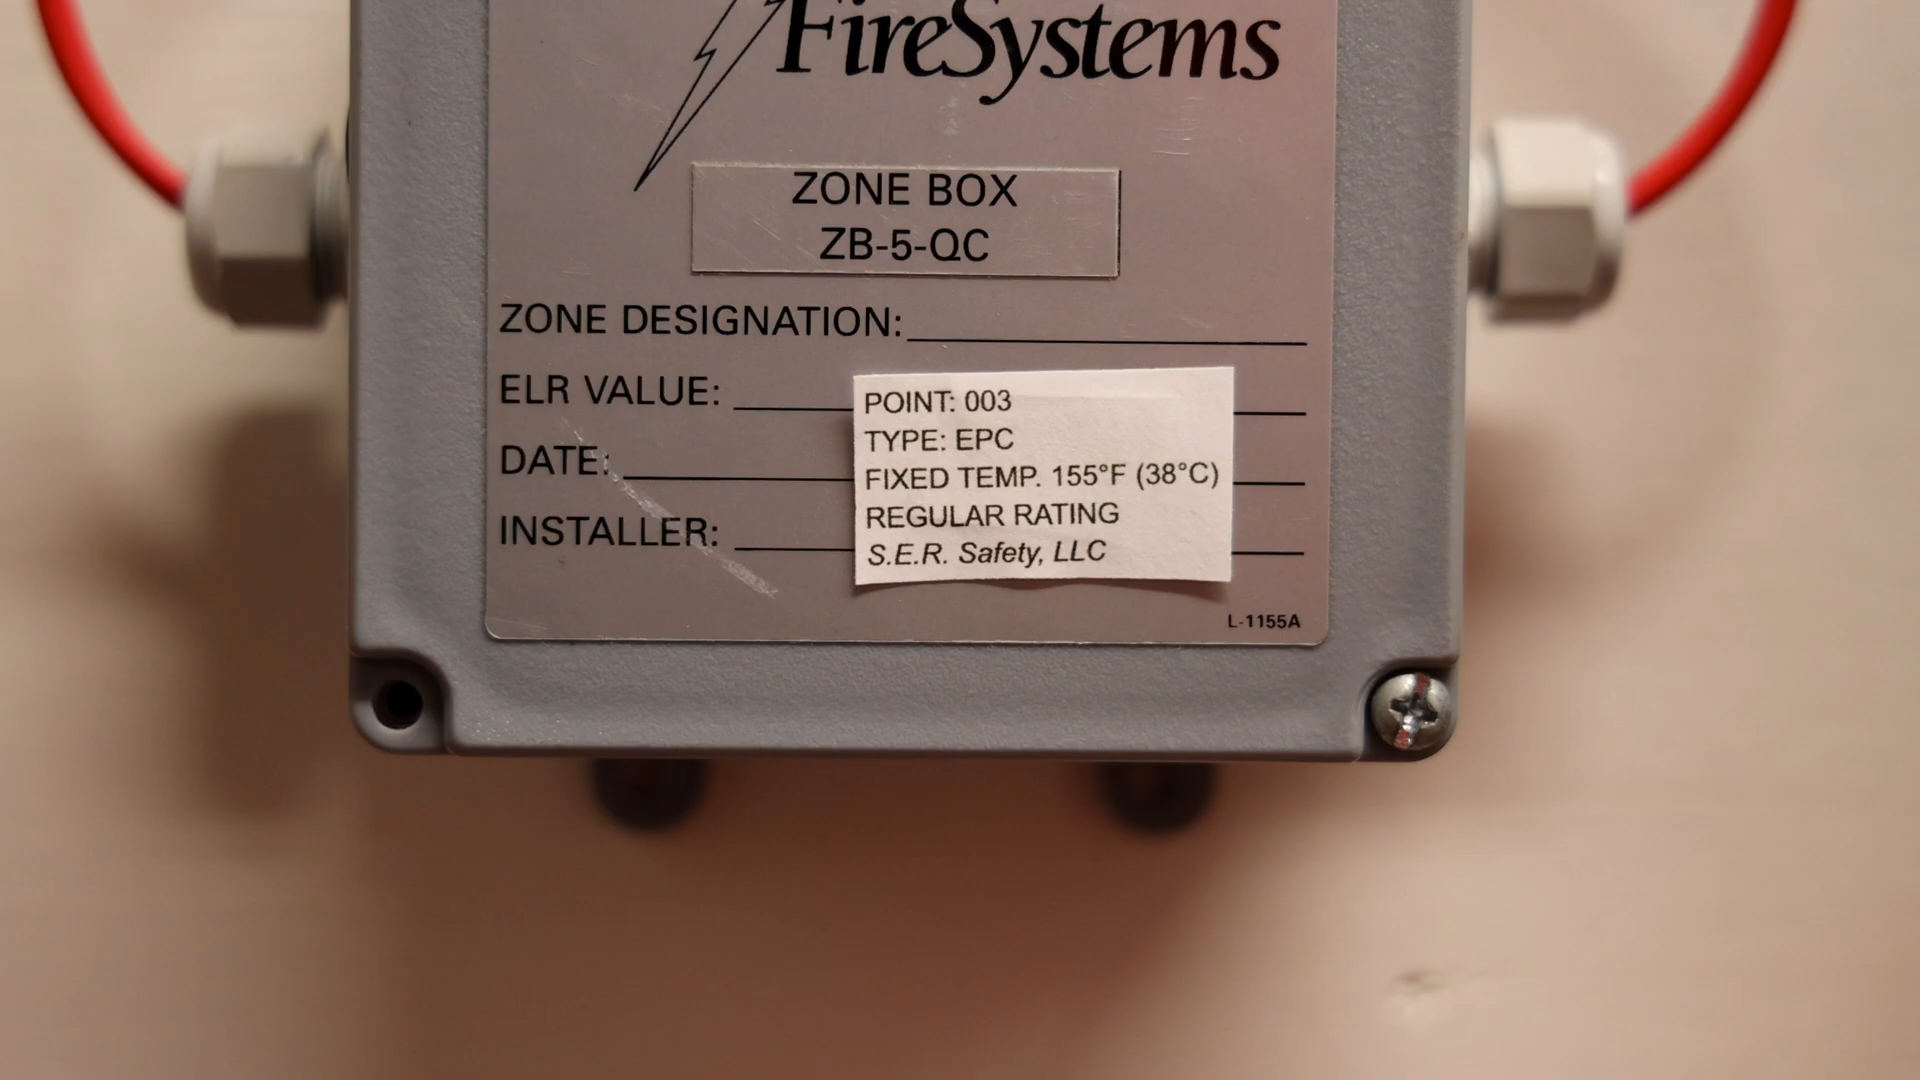 FireSystems
ZONE BOX
ZB-5-QC
ZONE DESIGNATION:
ELR VALUE:
DATE:
INSTALLER:
POINT: 003
TYPE: EPC
FIXED TEMP. 155°F (38°C)
REGULAR RATING
S.E.R. Safety, LLC
L-1155A